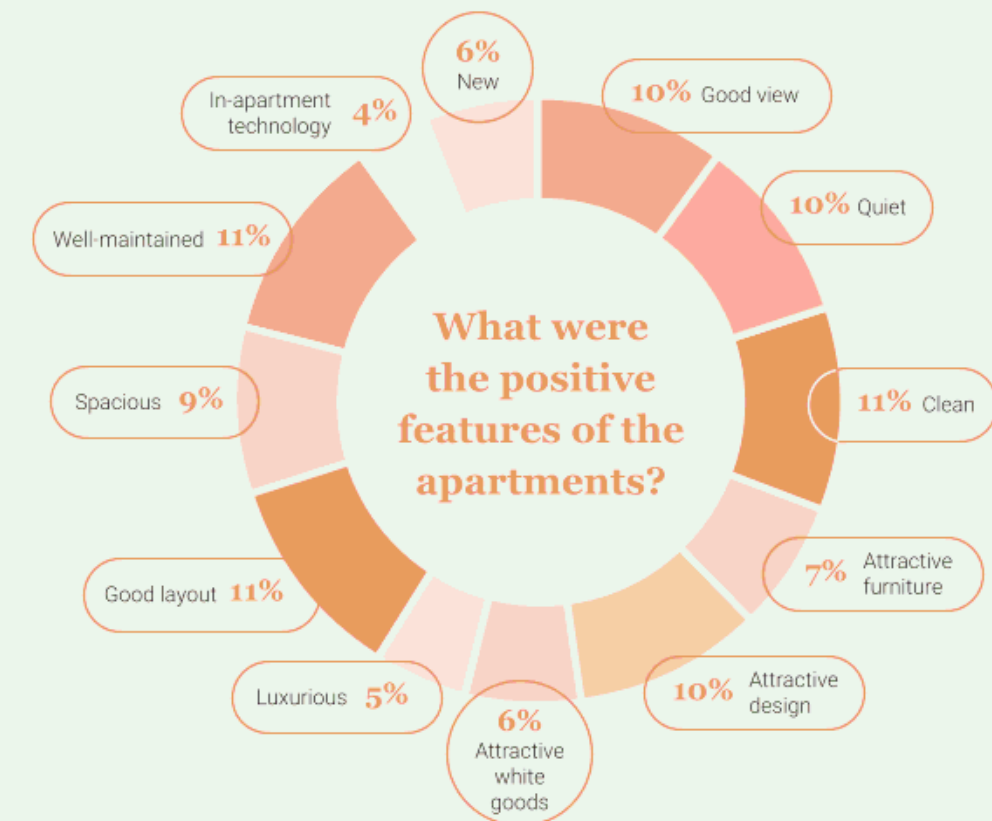 What were
the positive
features of the
apartments?
6%
New
10% Good view
10% Quiet
11% Clean
7% Attractive
furniture
10% Attractive
design
6%
Attractive
white
goods
Luxurious 5%
Good layout 11%
Spacious 9%
Well-maintained 11%
In-apartment
technology 4%